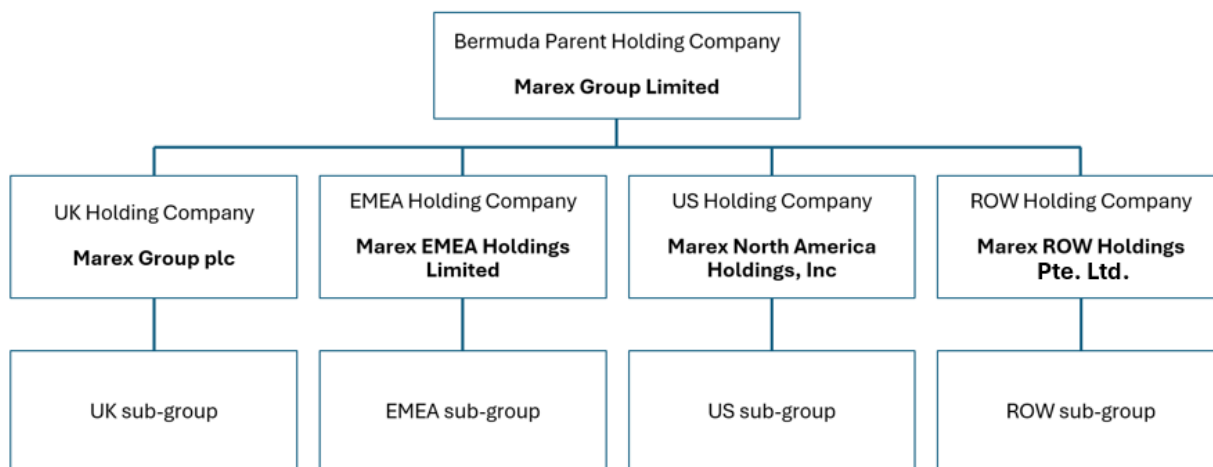 Bermuda Parent Holding Company
Marex Group Limited
UK Holding Company
Marex Group plc
EMEA Holding Company
Marex EMEA Holdings
Limited
US Holding Company
Marex North America
Holdings, Inc
ROW Holding Company
Marex ROW Holdings
Pte. Ltd.
UK sub-group
EMEA sub-group
US sub-group
ROW sub-group